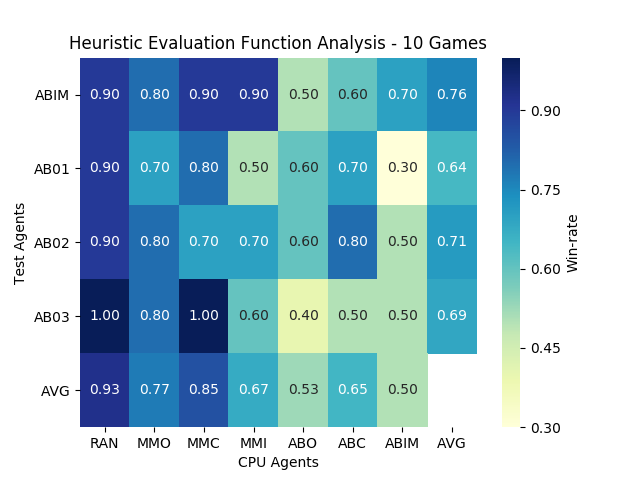 Heuristic Evaluation Function Analysis - 10 Games
Test Agents
ABIM 0.90 0.80 0.90 0.90 0.50 0.60 0.70 0.76
AB01 0.90 0.70 0.80 0.50 0.60 0.70 0.30 0.64
AB02 0.90 0.80 0.70 0.70 0.60 0.80 0.50 0.71
AB03 1.00 0.80 1.00 0.60 0.40 0.50 0.50 0.69
AVG 0.93 0.77 0.85 0.67 0.53 0.65 0.50
RAN MMO MMC MMI ABO ABC ABIM AVG
CPU Agents
0.90
0.75
0.60
0.45
0.30
Win-rate